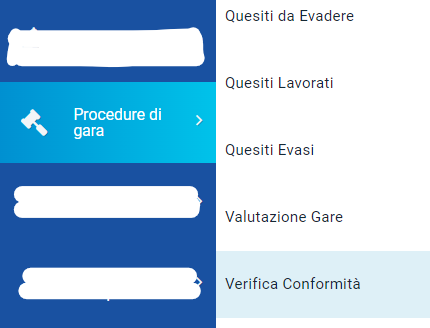 Procedure di
gara
Quesiti da Evadere
Quesiti Lavorati
Quesiti Evasi
Valutazione Gare
Verifica Conformità